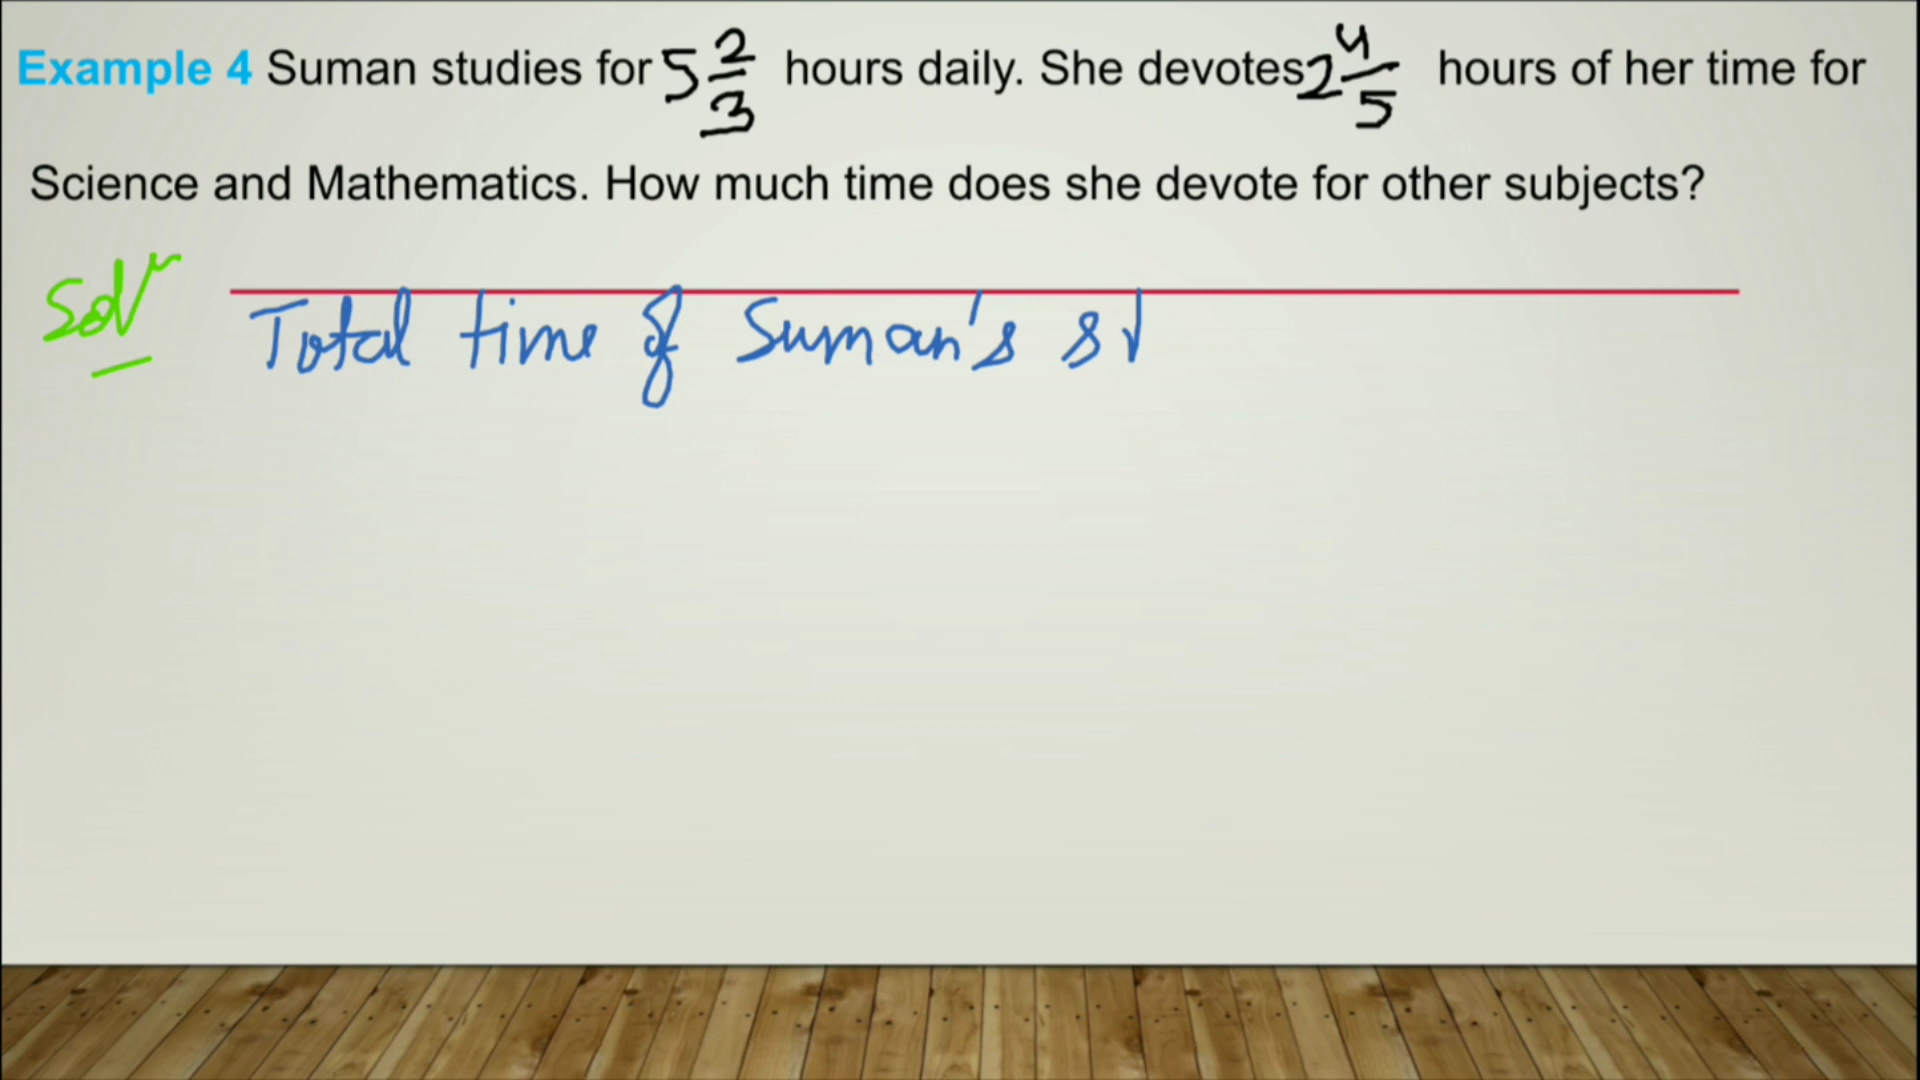 Example 4 Suman studies for 5 2/3 hours daily. She devotes 2 4/5 hours of her time for
Science and Mathematics. How much time does she devote for other subjects?
Soln
Total time of Suman's st